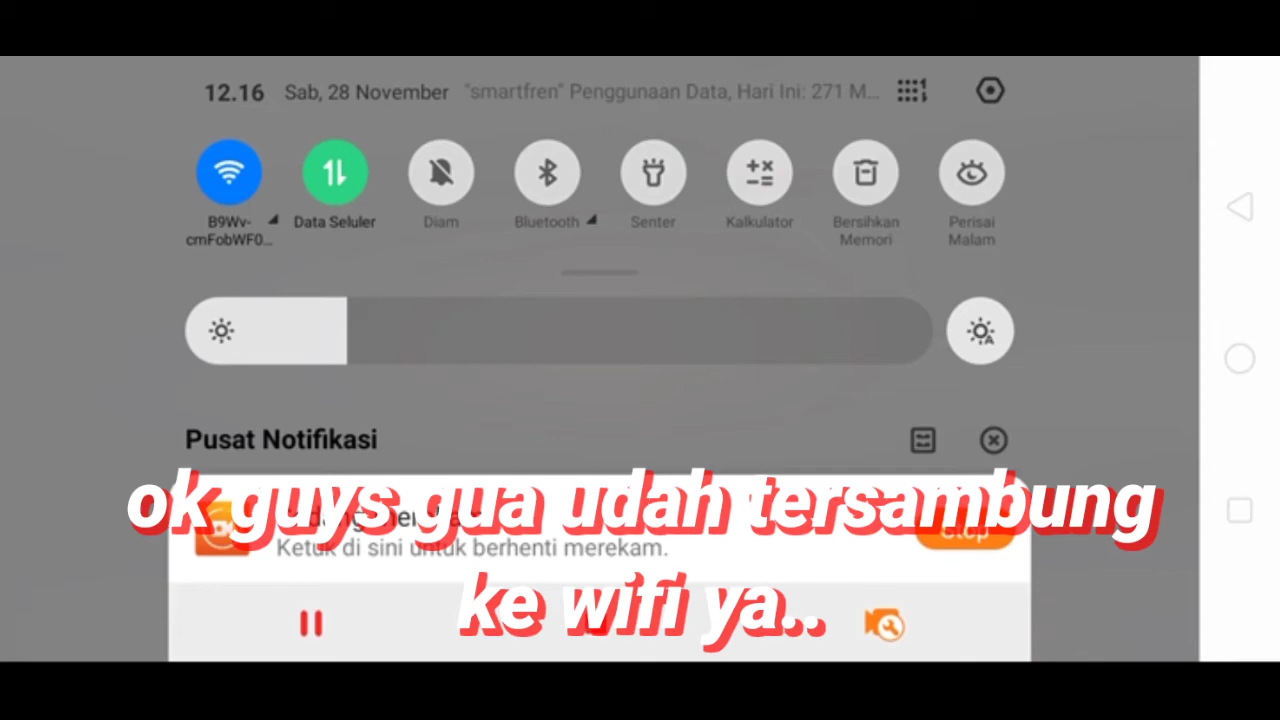 12.16 Sab, 28 November "smartfren" Penggunaan Data, Hari Ini: 271 M...
B9Wv-
cmFobWF0...
Data Seluler
Diam
Bluetooth
Senter
Kalkulator
Bersihkan
Memori
Perisai
Malam
Pusat Notifikasi
ok guys gua udah tersambung
ke wifi ya..
Stop
Ketuk di sini untuk berhenti merekam.